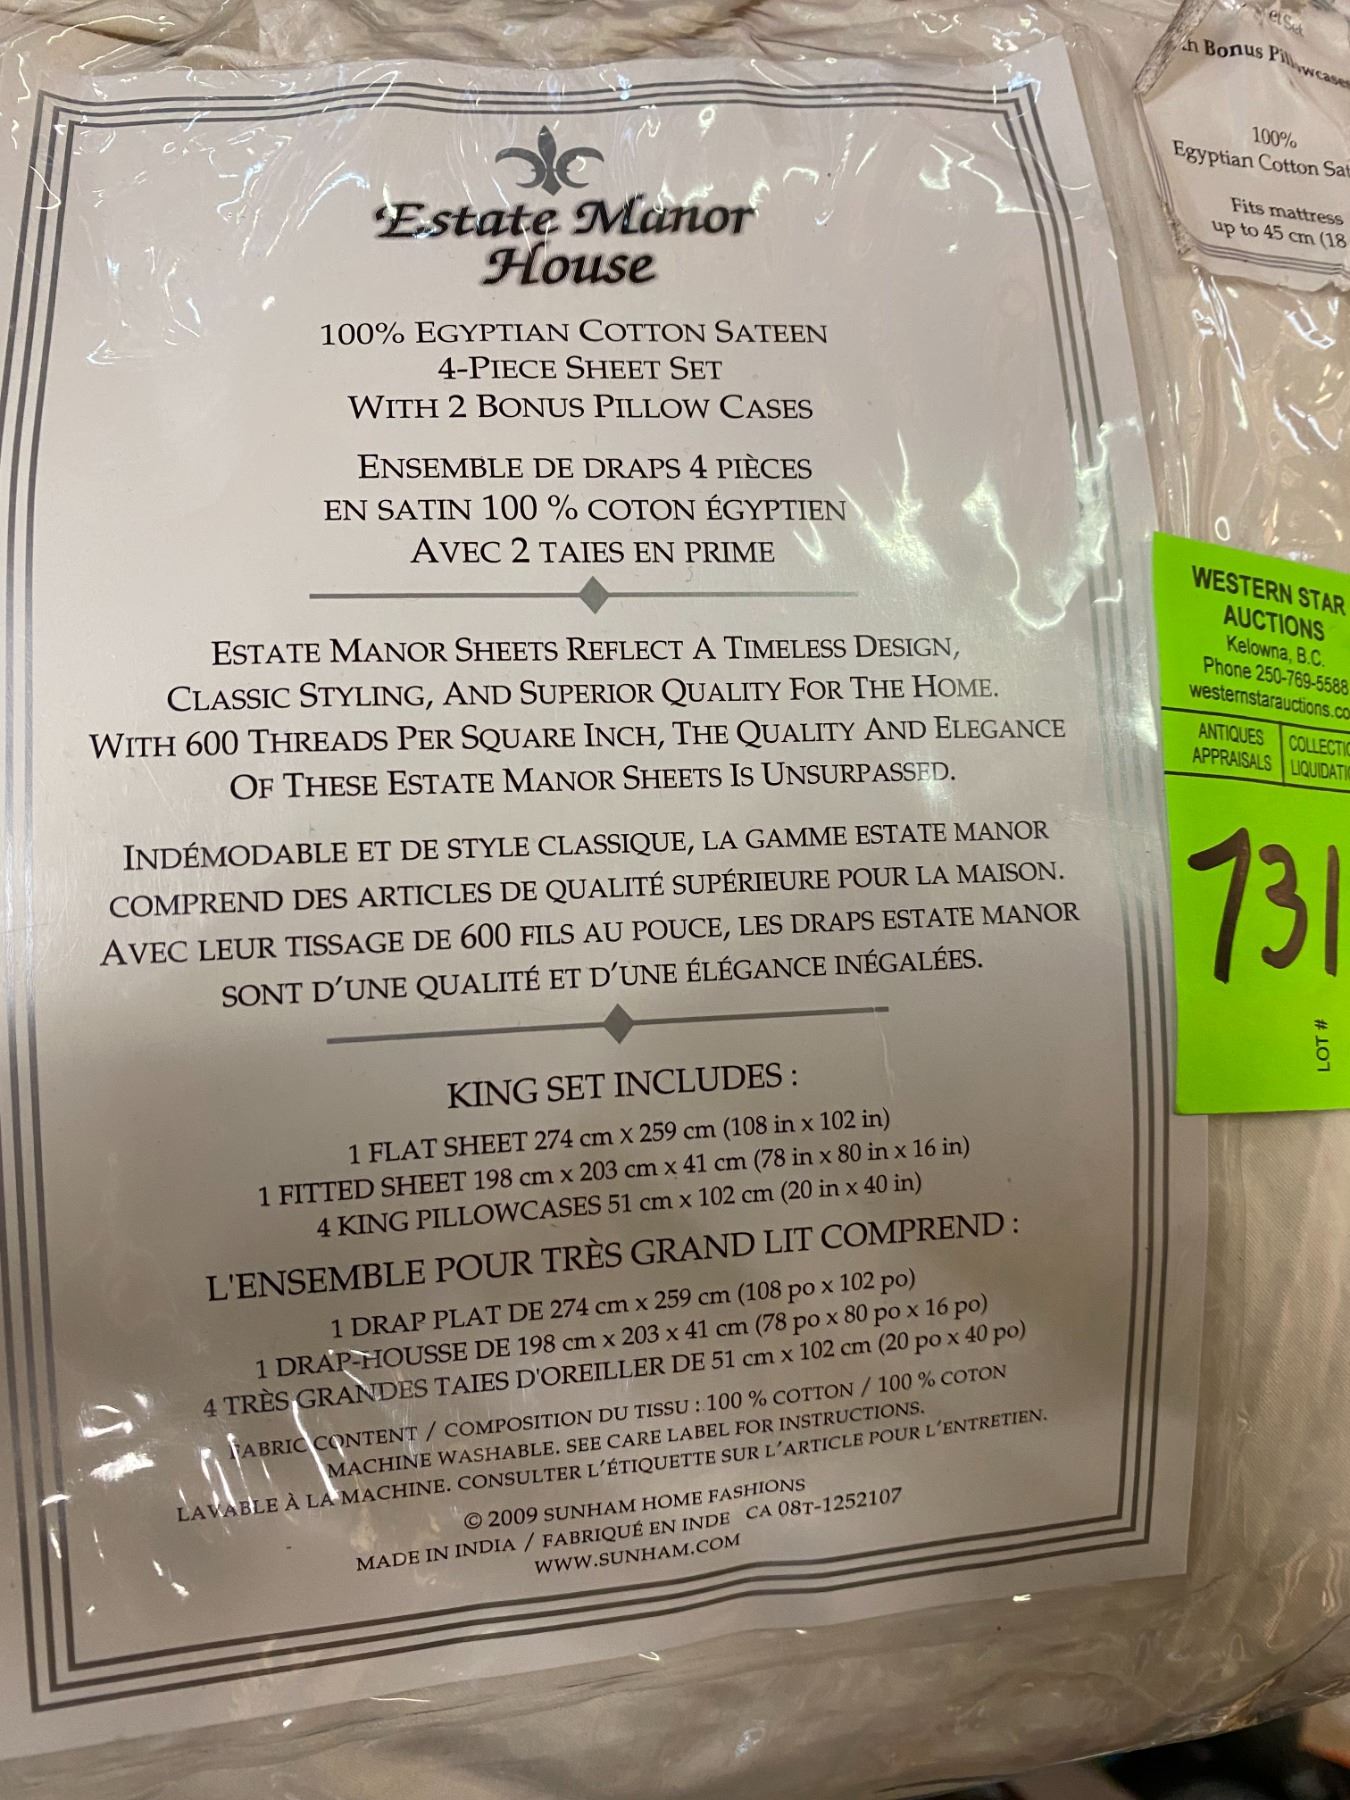 Estate Manor
House
100% EGYPTIAN COTTON SATEEN
4-PIECE SHEET SET
WITH 2 BONUS PILLOW CASES
ENSEMBLE DE DRAPS 4 PIÈCES
EN SATIN 100 % COTON ÉGYPTIEN
AVEC 2 TAIES EN PRIME
ESTATE MANOR SHEETS REFLECT A TIMELESS DESIGN,
CLASSIC STYLING, AND SUPERIOR QUALITY FOR THE HOME.
WITH 600 THREADS PER SQUARE INCH, THE QUALITY AND ELEGANCE
OF THESE ESTATE MANOR SHEETS IS UNSURPASSED.
INDÉMODABLE ET DE STYLE CLASSIQUE, LA GAMME ESTATE MANOR
COMPREND DES ARTICLES DE QUALITÉ SUPÉRIEURE POUR LA MAISON.
AVEC LEUR TISSAGE DE 600 FILS AU POUCE, LES DRAPS ESTATE MANOR
SONT D'UNE QUALITÉ ET D'UNE ÉLÉGANCE INÉGALÉES.
KING SET INCLUDES :
1 FLAT SHEET 274 cm X 259 cm (108 in x 102 in)
1 FITTED SHEET 198 cm x 203 cm x 41 cm (78 in x 80 in x 16 in)
4 KING PILLOWCASES 51 cm x 102 cm (20 in x 40 in)
L'ENSEMBLE POUR TRÈS GRAND LIT COMPREND :
1 DRAP PLAT DE 274 cm x 259 cm (108 po x 102 po)
1 DRAP-HOUSSE DE 198 cm x 203 x 41 cm (78 po x 80 po x 16 po)
4 TRÈS GRANDES TAIES D'OREILLER DE 51 cm x 102 cm (20 po x 40 po)
FABRIC CONTENT / COMPOSITION DU TISSU : 100 % COTTON / 100 % COTON
MACHINE WASHABLE. SEE CARE LABEL FOR INSTRUCTIONS.
LAVABLE À LA MACHINE. CONSULTER L'ÉTIQUETTE SUR L'ARTICLE POUR L'ENTRETIEN.
© 2009 SUNHAM HOME FASHIONS
MADE IN INDIA / FABRIQUÉ EN INDE CA 08T-1252107
WWW.SUNHAM.COM
Set
Bonus
100%
Egyptian Cotton
Fits mattress
up to 45 cm (18
WESTERN STAR
AUCTIONS
Kelowna, B.C.
Phone 250-769-5588
westernstarauctions.co
ANTIQUES
APPRAISALS
COLLECTIO
LIQUIDATI
731
LOT #